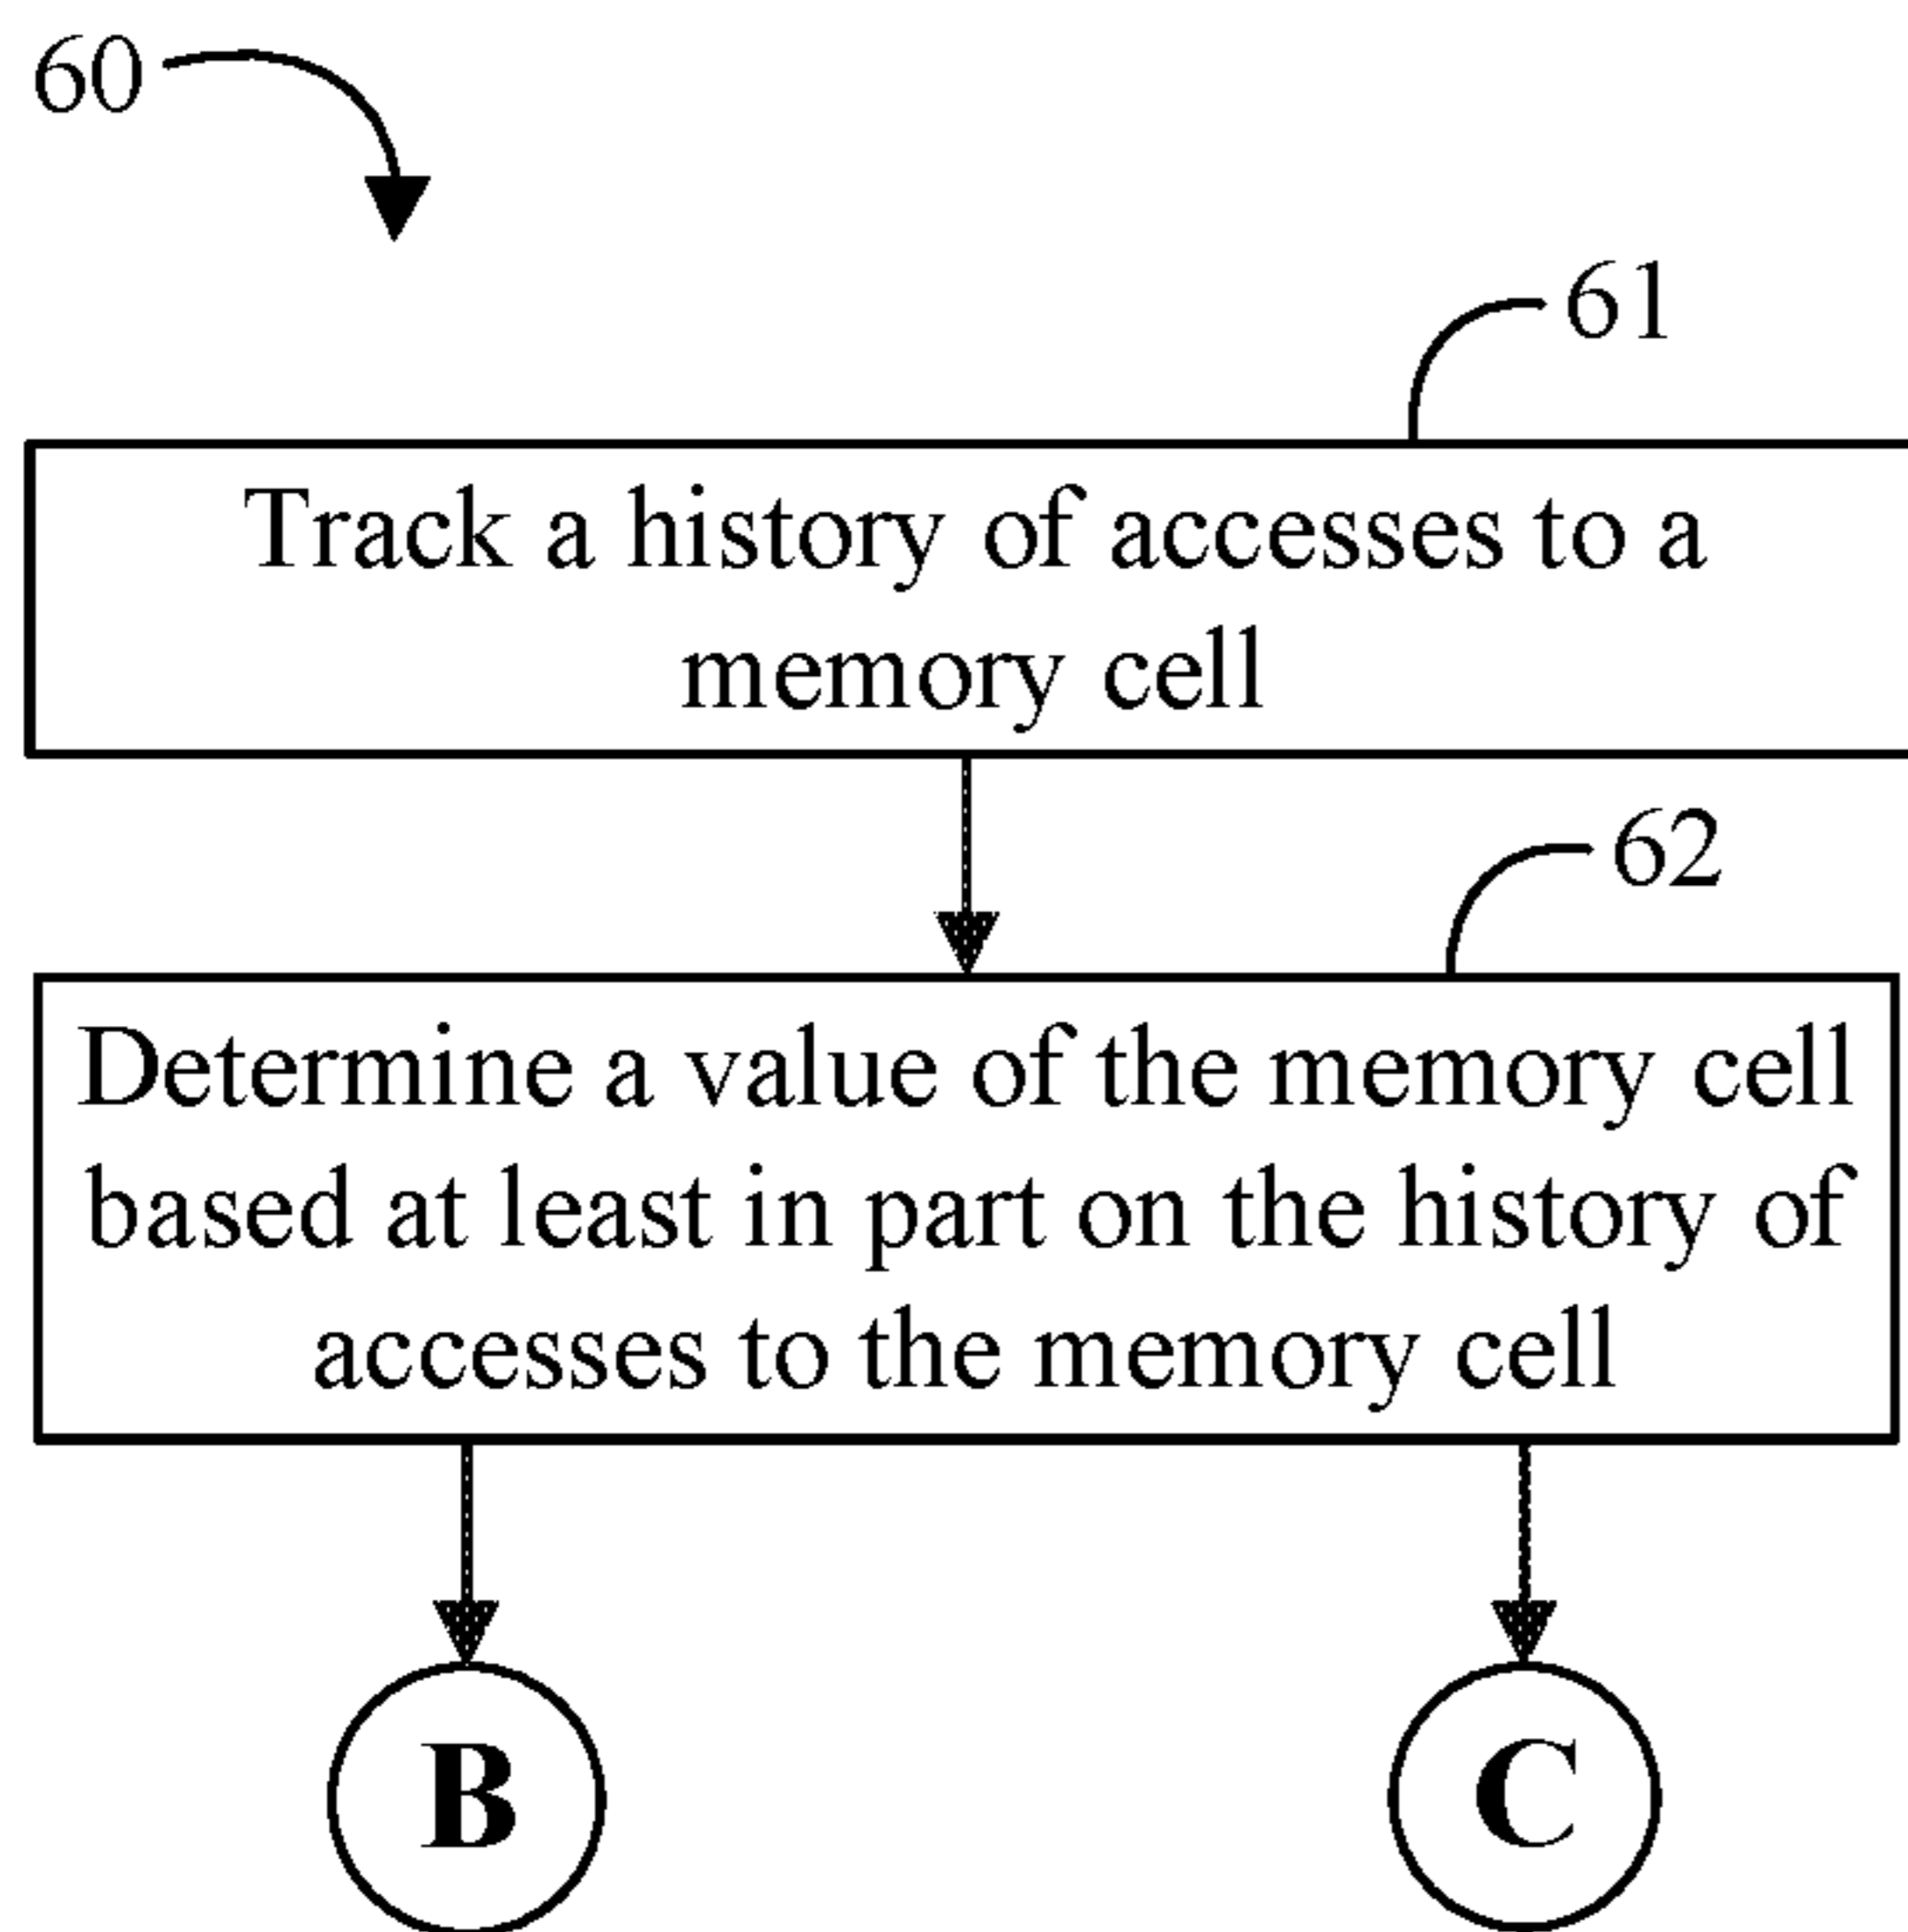 60
61
Track a history of accesses to a
memory cell
62
Determine a value of the memory cell
based at least in part on the history of
accesses to the memory cell
B
C